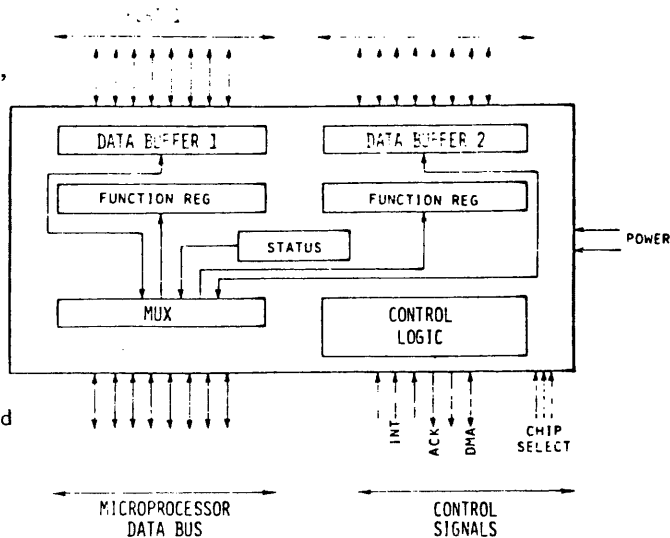 DATA BUFFER 1
DATA BUFFER 2
FUNCTION REG
FUNCTION REG
STATUS
POWER
MUX
CONTROL
LOGIC
d
INT
ACK
DMA
CHIP
SELECT
MICROPROCESSOR
DATA BUS
CONTROL
SIGNALS